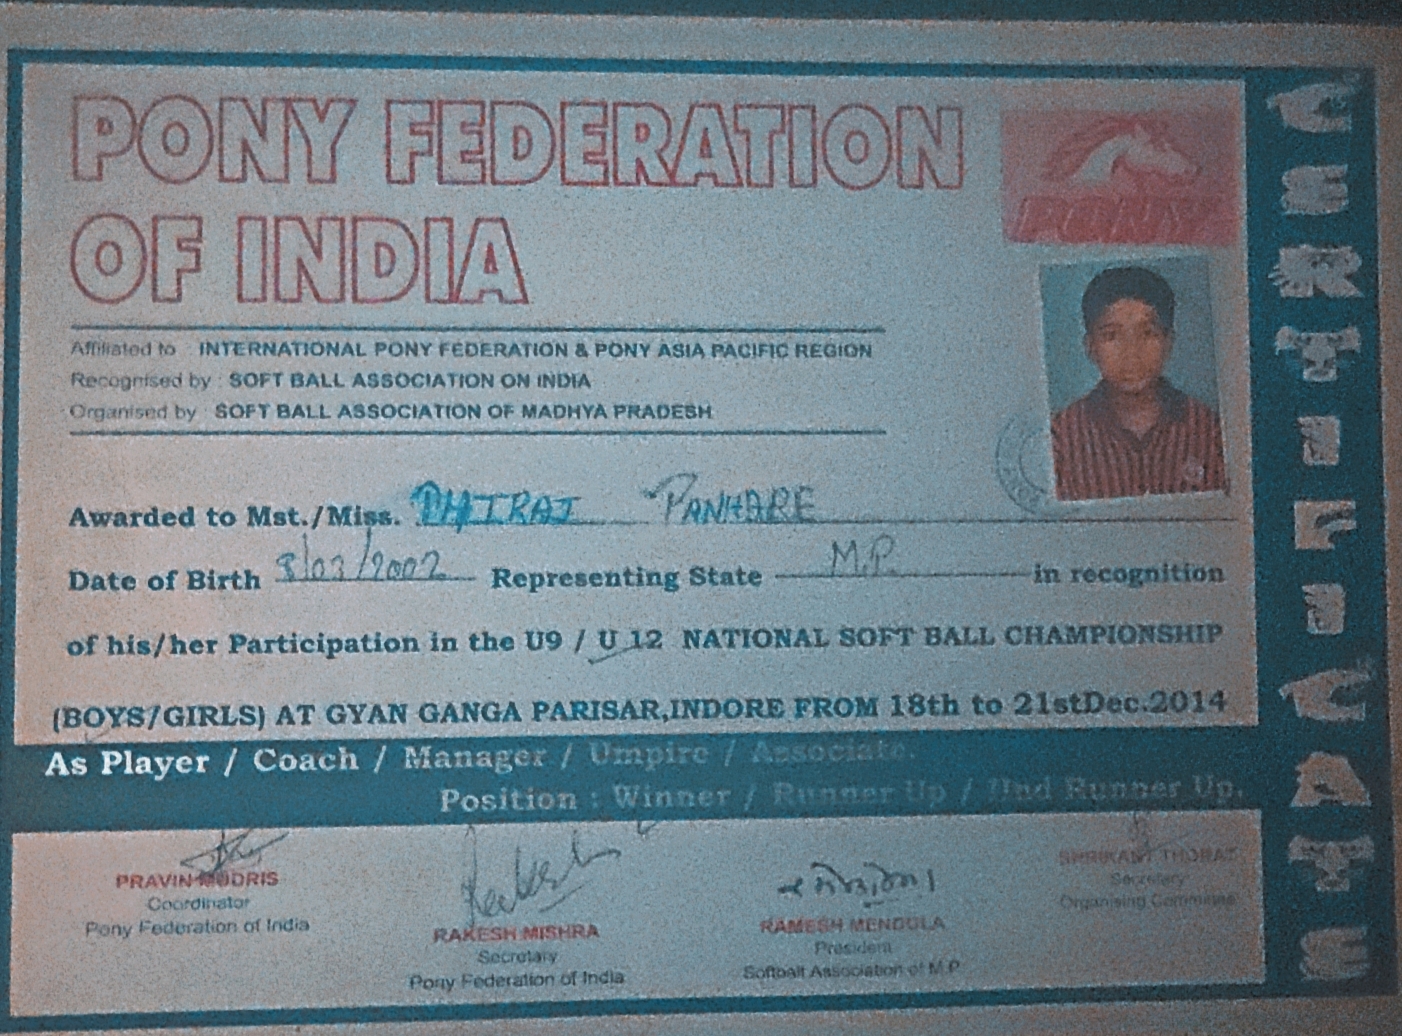 PONY FEDERATION
OF INDIA
PONY
Affiliated to : INTERNATIONAL PONY FEDERATION & PONY ASIA PACIFIC REGION
Recognised by : SOFT BALL ASSOCIATION ON INDIA
Organised by : SOFT BALL ASSOCIATION OF MADHYA PRADESH
Awarded to Mst./Miss. DHIRAJ PANHARE
Date of Birth 8/03/2002 Representing State M.P. in recognition
of his/her Participation in the U9 / U 12 NATIONAL SOFT BALL CHAMPIONSHIP
(BOYS/GIRLS) AT GYAN GANGA PARISAR,INDORE FROM 18th to 21stDec.2014
As Player / Coach / Manager / Umpire / Associate.
Position : Winner / Runner Up / IInd Runner Up.
PRAVIN MUDRIS
Coordinator
Pony Federation of India
Rakesh
RAKESH MISHRA
Secretary
Pony Federation of India
RAMESH MENDOLA
President
Softball Association of M.P
SHRIKANT THORAT
Secretary
Organising Committee
CERTIFICATE